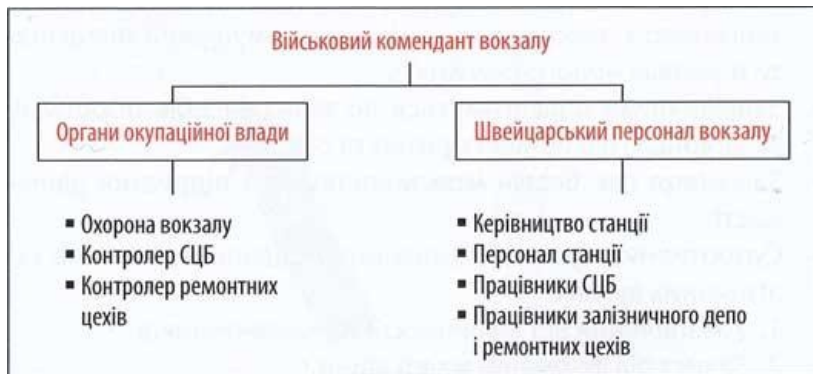 Військовий комендант вокзалу
Органи окупаційної влади
▪ Охорона вокзалу
▪ Контролер СЦБ
▪ Контролер ремонтних
цехів
Швейцарський персонал вокзалу
▪ Керівництво станції
▪ Персонал станції
▪ Працівники СЦБ
▪ Працівники залізничного депо
і ремонтних цехів